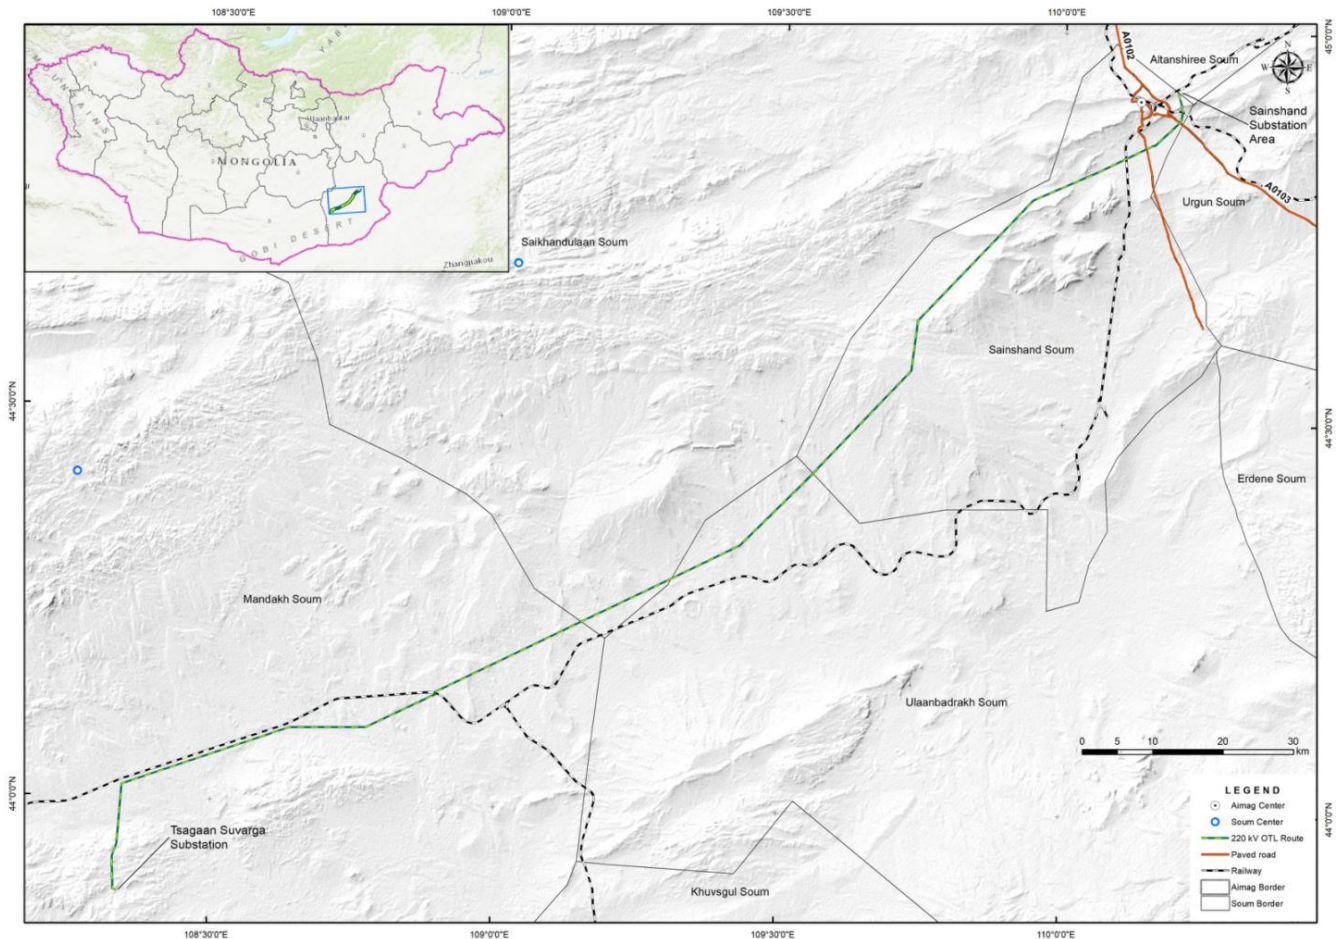 108°30'0"E
109°0'0"E
109°30'0"E
110°0'0"E
45°0'0"N
MOUNTAINS
YAB
Ulaanbaatar
MONGOLIA
GOBI DESERT
Zhangjiakou
A0102
Altanshiree Soum
N
W
E
S
Sainshand
Substation
Area
A0103
Urgun Soum
Saikhandulaan Soum
Sainshand Soum
44°30'0"N
44°30'0"N
Erdene Soum
Mandakh Soum
Ulaanbadrakh Soum
0 5 10 20 30
km
44°0'0"N
44°0'0"N
Tsagaan Suvarga
Substation
Khuvsgul Soum
LEGEND
Aimag Center
Soum Center
220 kV OTL Route
Paved road
Railway
Aimag Border
Soum Border
108°30'0"E
109°0'0"E
109°30'0"E
110°0'0"E